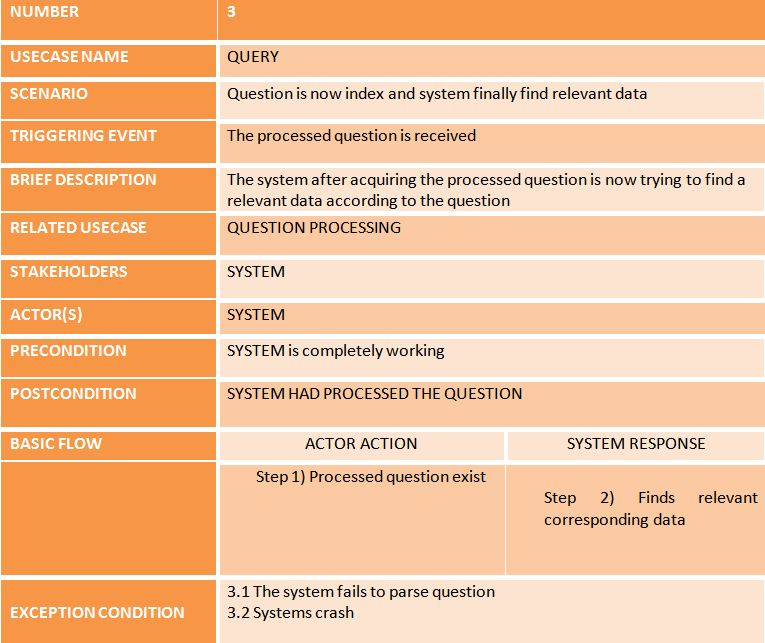 NUMBER 3
USECASE NAME QUERY
SCENARIO Question is now index and system finally find relevant data
TRIGGERING EVENT The processed question is received
BRIEF DESCRIPTION The system after acquiring the processed question is now trying to find a
relevant data according to the question
RELATED USECASE QUESTION PROCESSING
STAKEHOLDERS SYSTEM
ACTOR(S) SYSTEM
PRECONDITION SYSTEM is completely working
POSTCONDITION SYSTEM HAD PROCESSED THE QUESTION
BASIC FLOW ACTOR ACTION SYSTEM RESPONSE
Step 1) Processed question exist
Step 2) Finds relevant
corresponding data
EXCEPTION CONDITION 3.1 The system fails to parse question
3.2 Systems crash